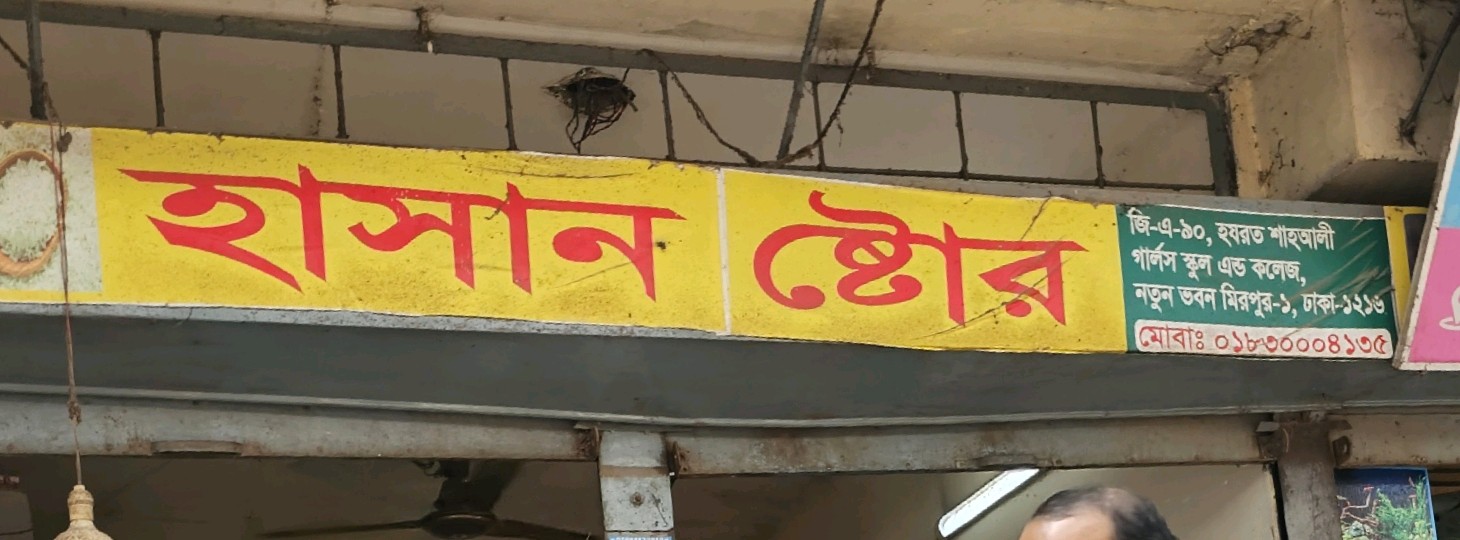 হাসান ষ্টোর
জি-এ-৯০, হযরত শাহআলী
গার্লস স্কুল এন্ড কলেজ,
নতুন ভবন মিরপুর-১, ঢাকা-১২১৬
মোবাঃ ০১৮৩০০০৪১৩৫